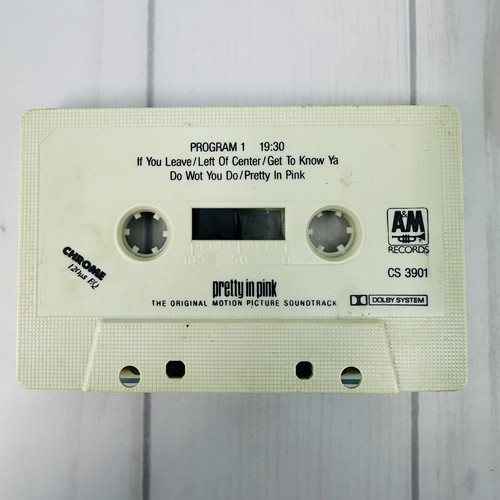 PROGRAM 1 19:30
If You Leave/Left Of Center/Get To Know Ya
Do Wot You Do/Pretty In Pink
A&M
RECORDS
100 50 0
CHROME
120µs EQ
CS 3901
pretty in pink
THE ORIGINAL MOTION PICTURE SOUNDTRACK
DOLBY SYSTEM